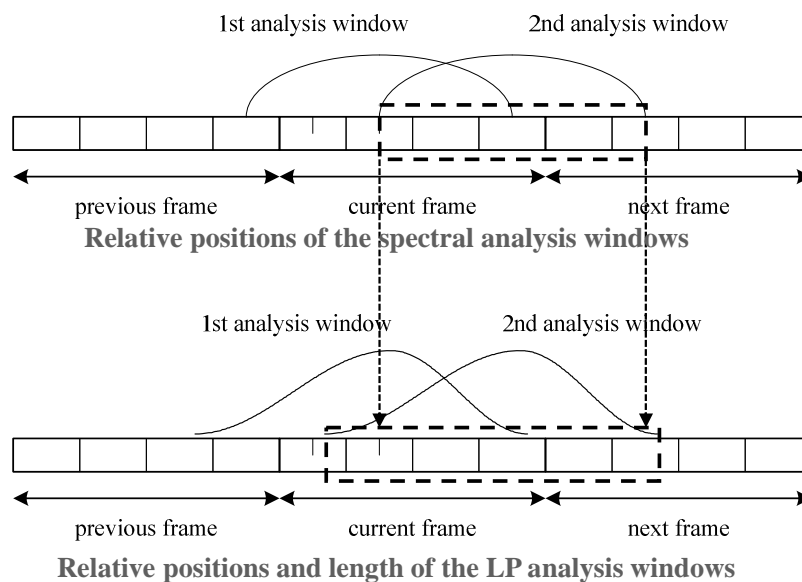 1st analysis window 2nd analysis window
previous frame current frame next frame
Relative positions of the spectral analysis windows
1st analysis window 2nd analysis window
previous frame current frame next frame
Relative positions and length of the LP analysis windows